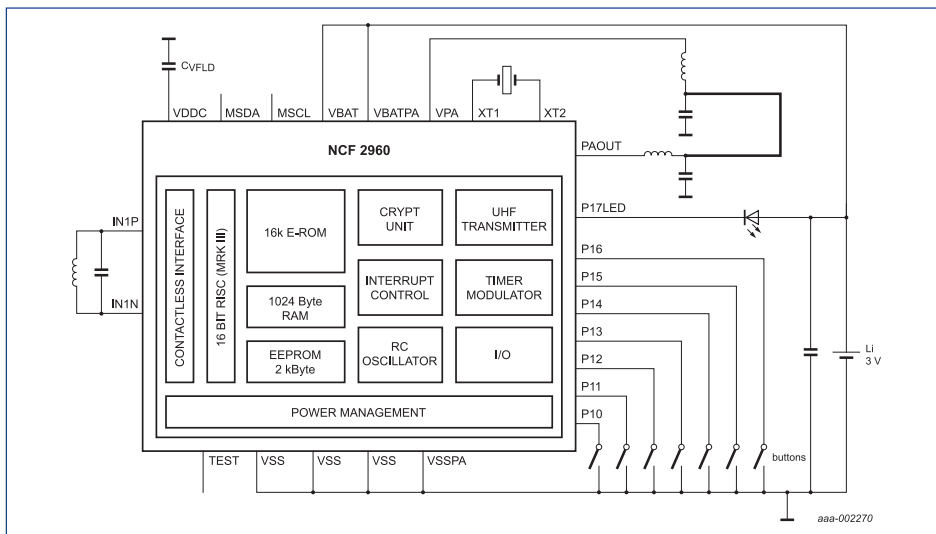 CVFLD
VDDC
MSDA
MSCL
VBAT
VBATPA
VPA
XT1
XT2
NCF 2960
PAOUT
IN1P
IN1N
CONTACTLESS INTERFACE
16 BIT RISC (MRK III)
16k E-ROM
CRYPT
UNIT
UHF
TRANSMITTER
1024 Byte
RAM
INTERRUPT
CONTROL
TIMER
MODULATOR
EEPROM
2 kByte
RC
OSCILLATOR
I/O
POWER MANAGEMENT
P17LED
P16
P15
P14
P13
P12
P11
P10
Li
3 V
buttons
TEST
VSS
VSS
VSS
VSSPA
aaa-002270